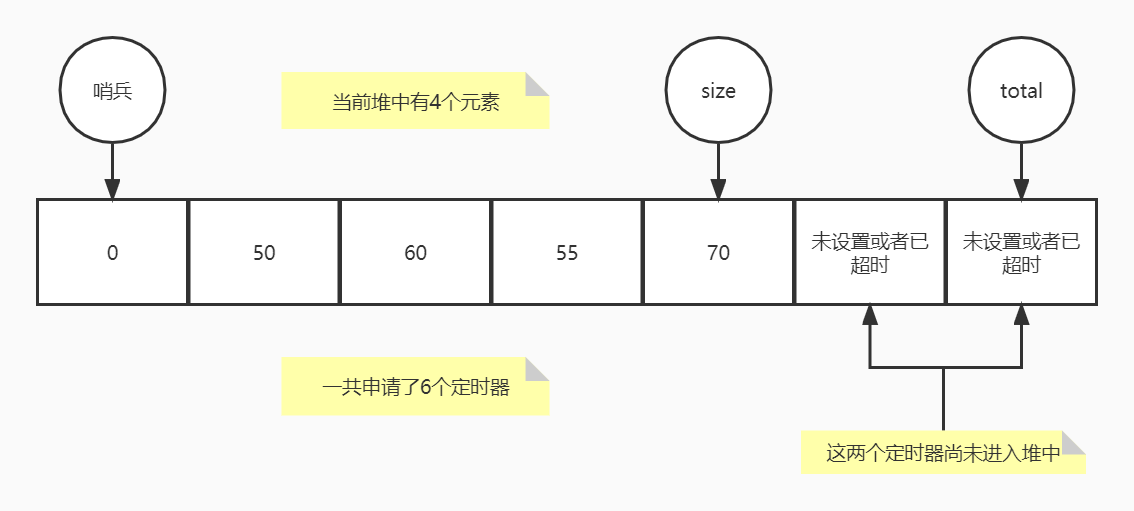 哨兵
当前堆中有4个元素
size
total
0
50
60
55
70
未设置或者已
超时
未设置或者已
超时
一共申请了6个定时器
这两个定时器尚未进入堆中